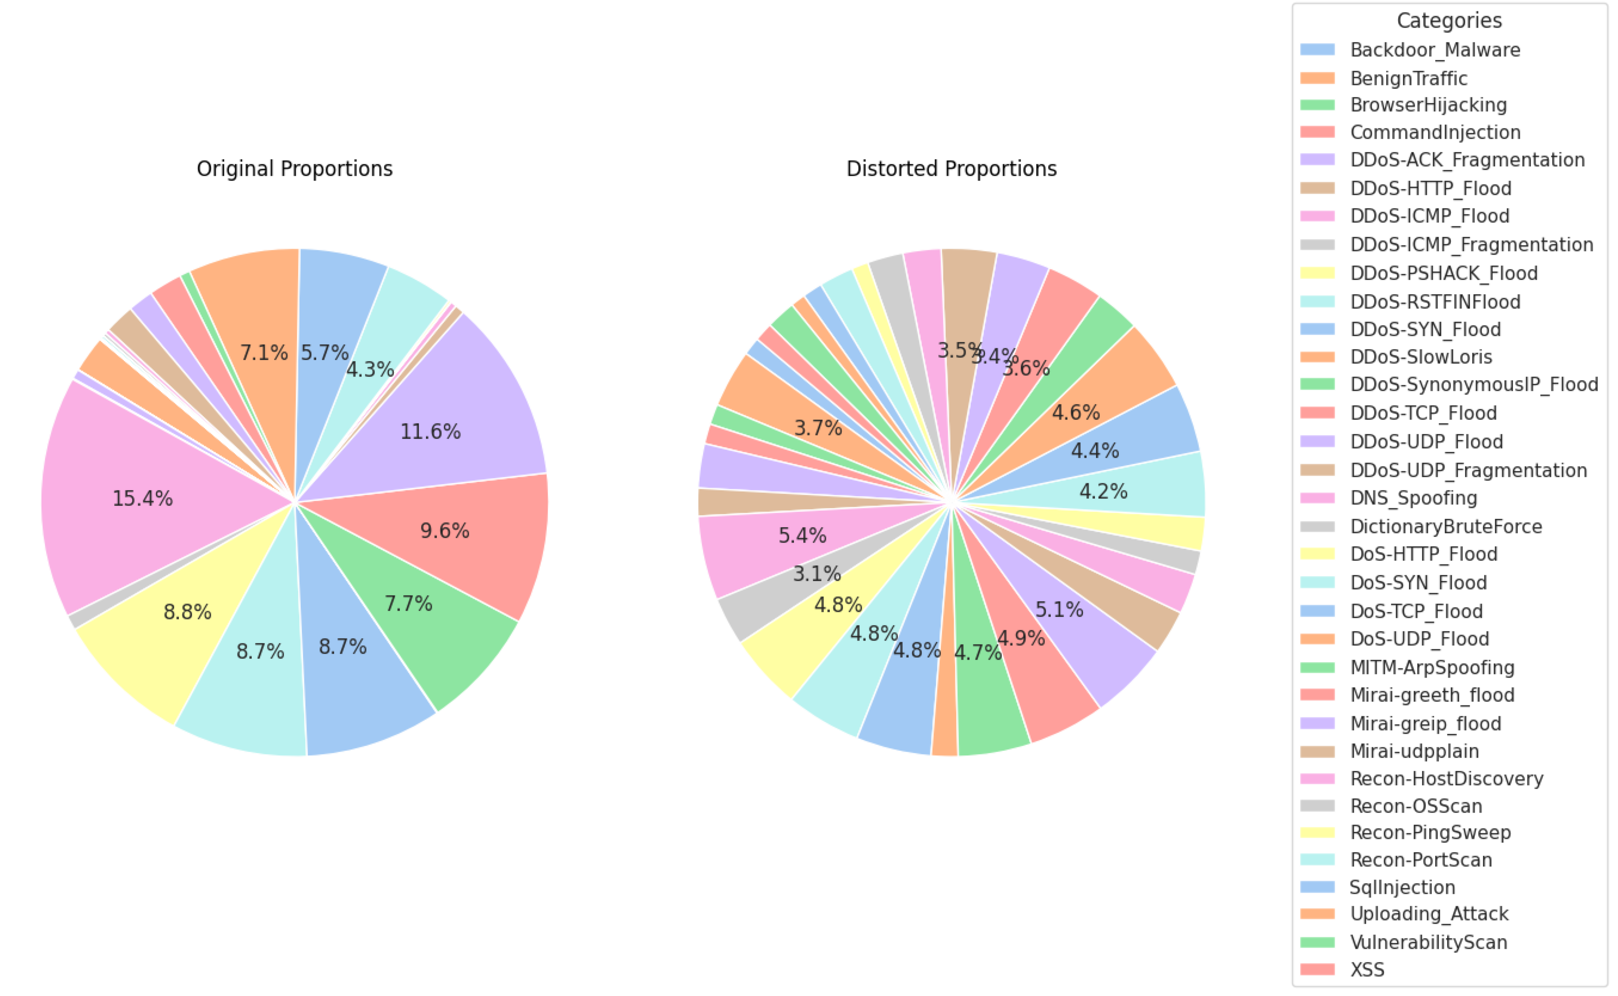 Original Proportions
7.1%
5.7%
4.3%
11.6%
15.4%
9.6%
8.8%
7.7%
8.7%
8.7%
Distorted Proportions
3.5%
3.4%
3.6%
4.6%
3.7%
4.4%
4.2%
5.4%
3.1%
4.8%
5.1%
4.8%
4.8%
4.7%
4.9%
Categories
Backdoor_Malware
BenignTraffic
BrowserHijacking
CommandInjection
DDoS-ACK_Fragmentation
DDoS-HTTP_Flood
DDoS-ICMP_Flood
DDoS-ICMP_Fragmentation
DDoS-PSHACK_Flood
DDoS-RSTFINFlood
DDoS-SYN_Flood
DDoS-SlowLoris
DDoS-SynonymousIP_Flood
DDoS-TCP_Flood
DDoS-UDP_Flood
DDoS-UDP_Fragmentation
DNS_Spoofing
DictionaryBruteForce
DoS-HTTP_Flood
DoS-SYN_Flood
DoS-TCP_Flood
DoS-UDP_Flood
MITM-ArpSpoofing
Mirai-greeth_flood
Mirai-greip_flood
Mirai-udpplain
Recon-HostDiscovery
Recon-OSScan
Recon-PingSweep
Recon-PortScan
SqlInjection
Uploading_Attack
VulnerabilityScan
XSS